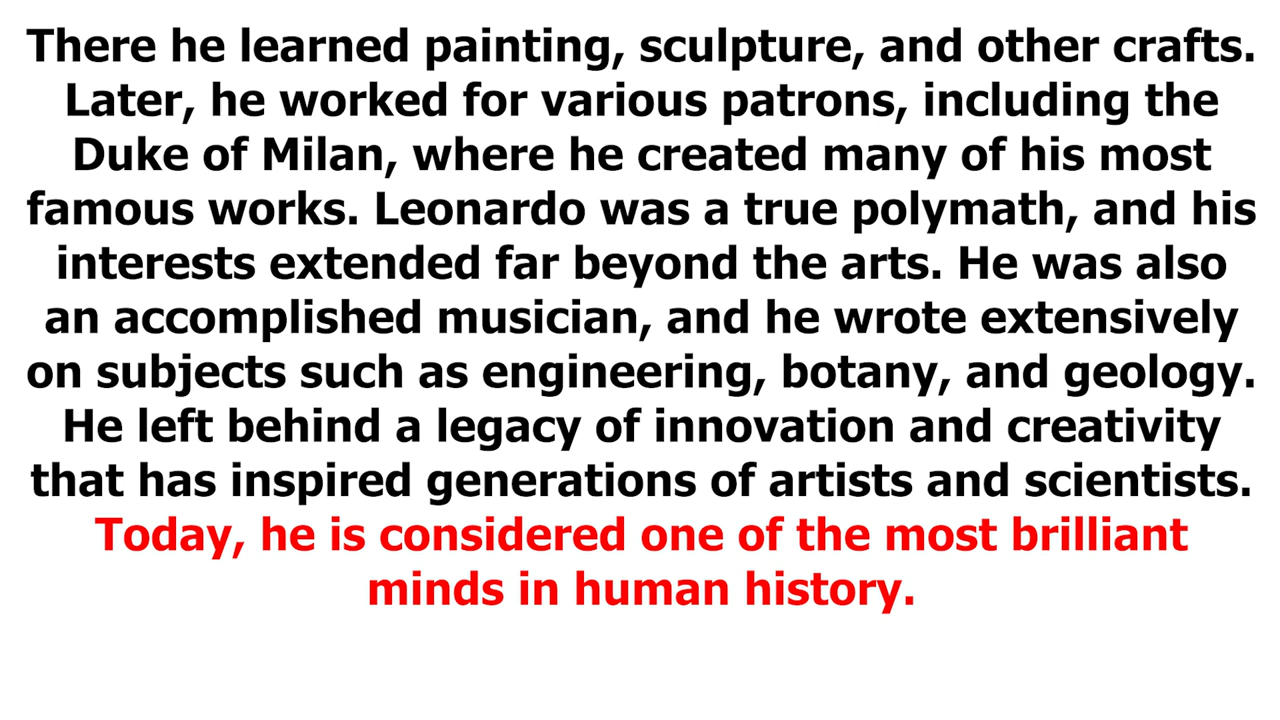 There he learned painting, sculpture, and other crafts.
Later, he worked for various patrons, including the
Duke of Milan, where he created many of his most
famous works. Leonardo was a true polymath, and his
interests extended far beyond the arts. He was also
an accomplished musician, and he wrote extensively
on subjects such as engineering, botany, and geology.
He left behind a legacy of innovation and creativity
that has inspired generations of artists and scientists.
Today, he is considered one of the most brilliant
minds in human history.